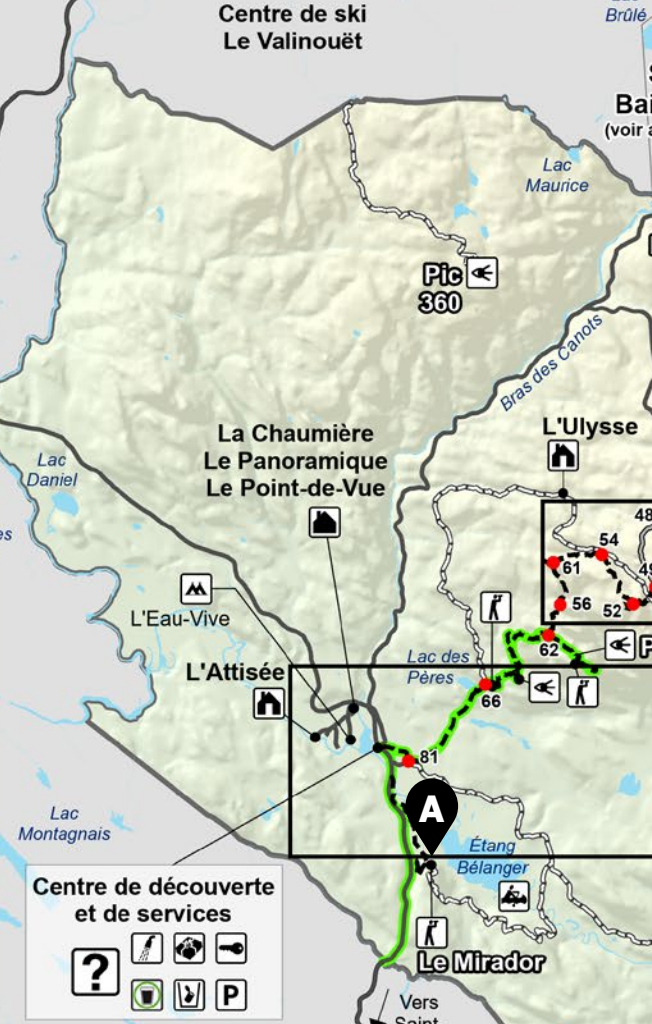 Centre de ski
Le Valinouët
Brûlé
Bai
(voir a
Lac
Maurice
Pic
360
Bras des Canots
L'Ulysse
La Chaumière
Le Panoramique
Le Point-de-Vue
Lac
Daniel
es
48
54
61
49
56
52
62
L'Eau-Vive
P
Lac des
Pères
L'Attisée
66
81
A
Lac
Montagnais
Étang
Bélanger
Centre de découverte
et de services
?
P
Le Mirador
Vers
Saint